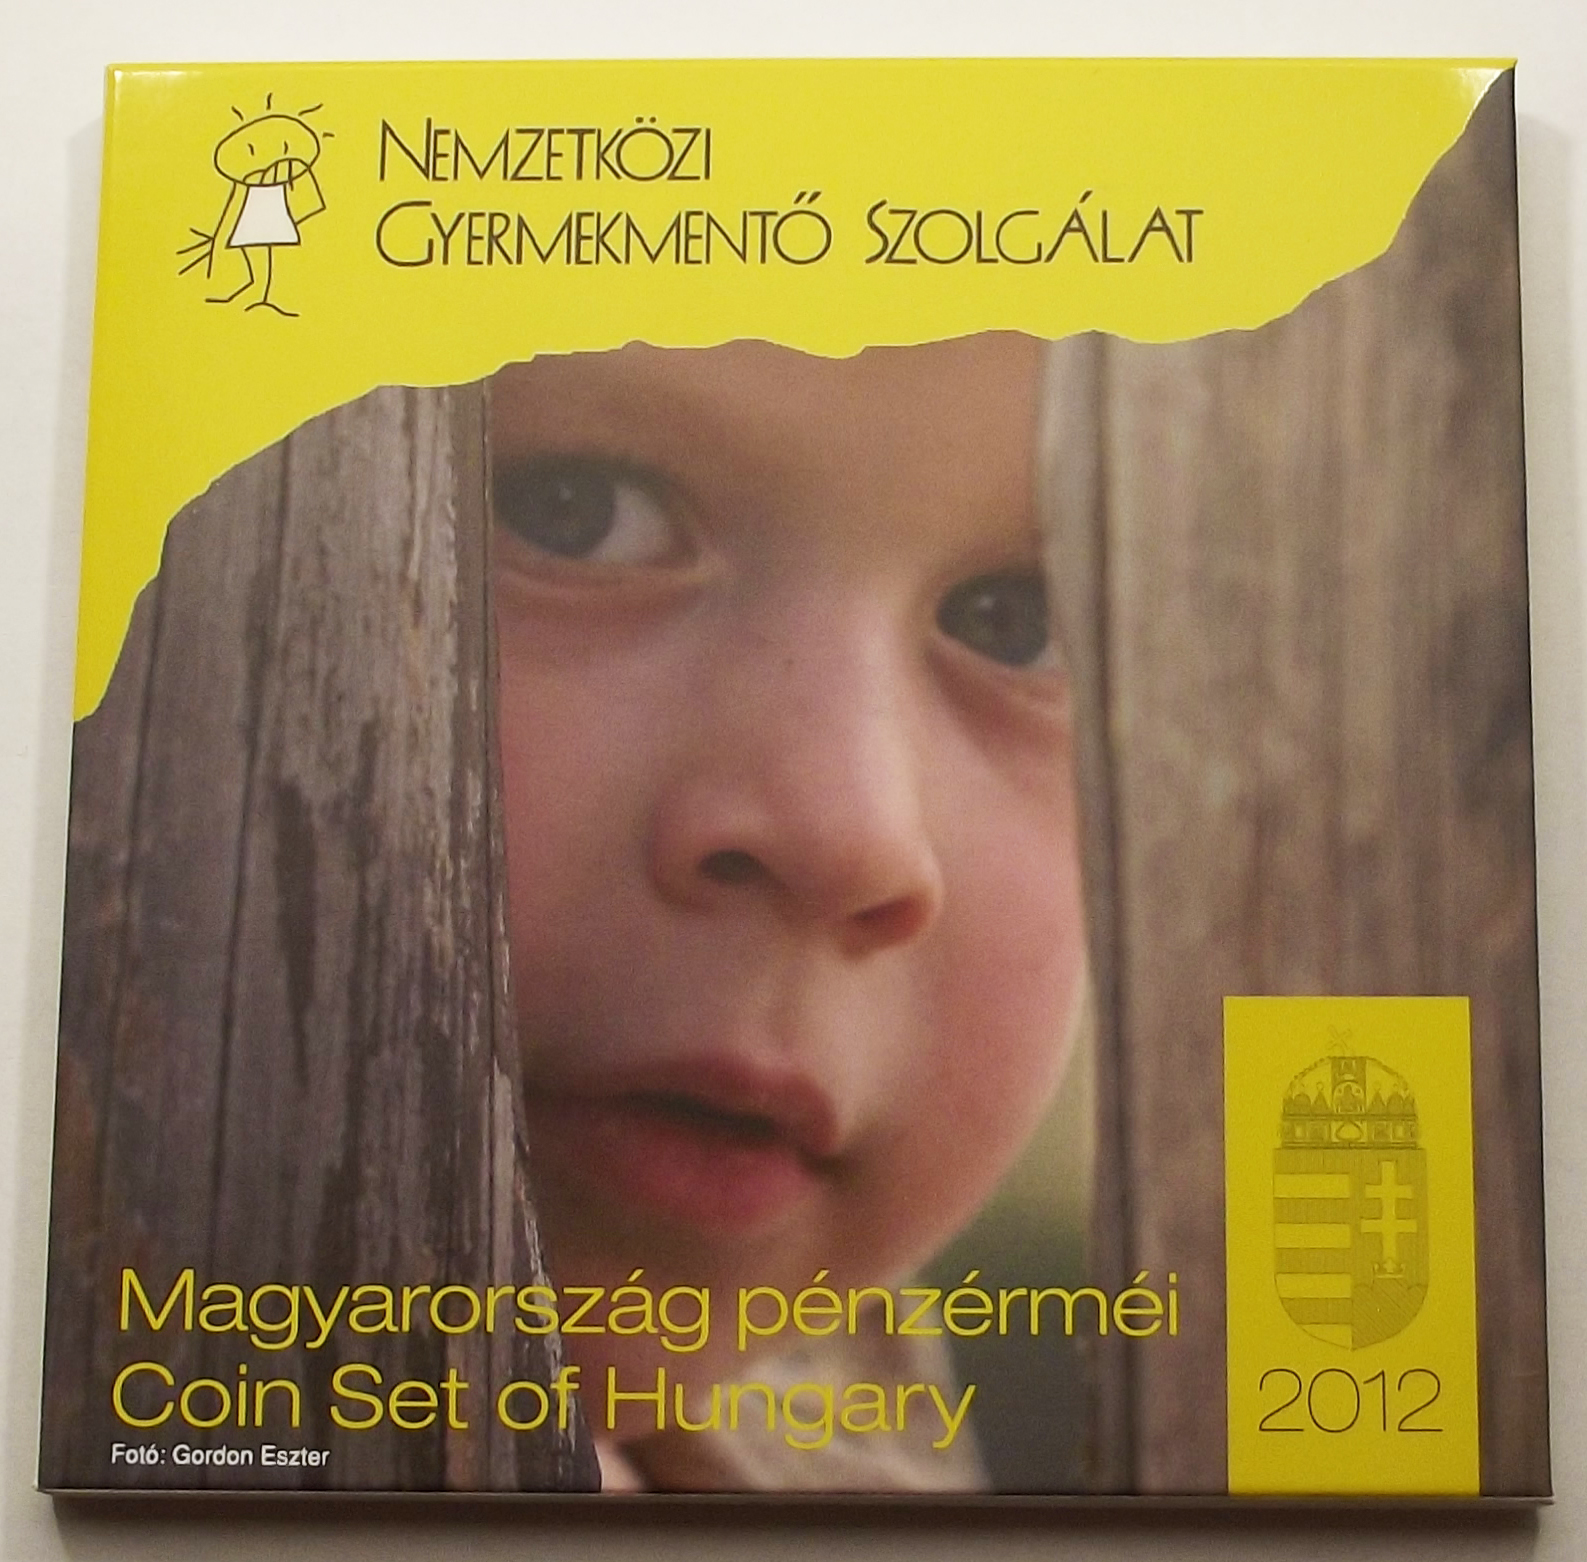 NEMZETKÖZI
GYERMEKMENTŐ SZOLGÁLAT
Magyarország pénzérméi
Coin Set of Hungary
Fotó: Gordon Eszter
2012